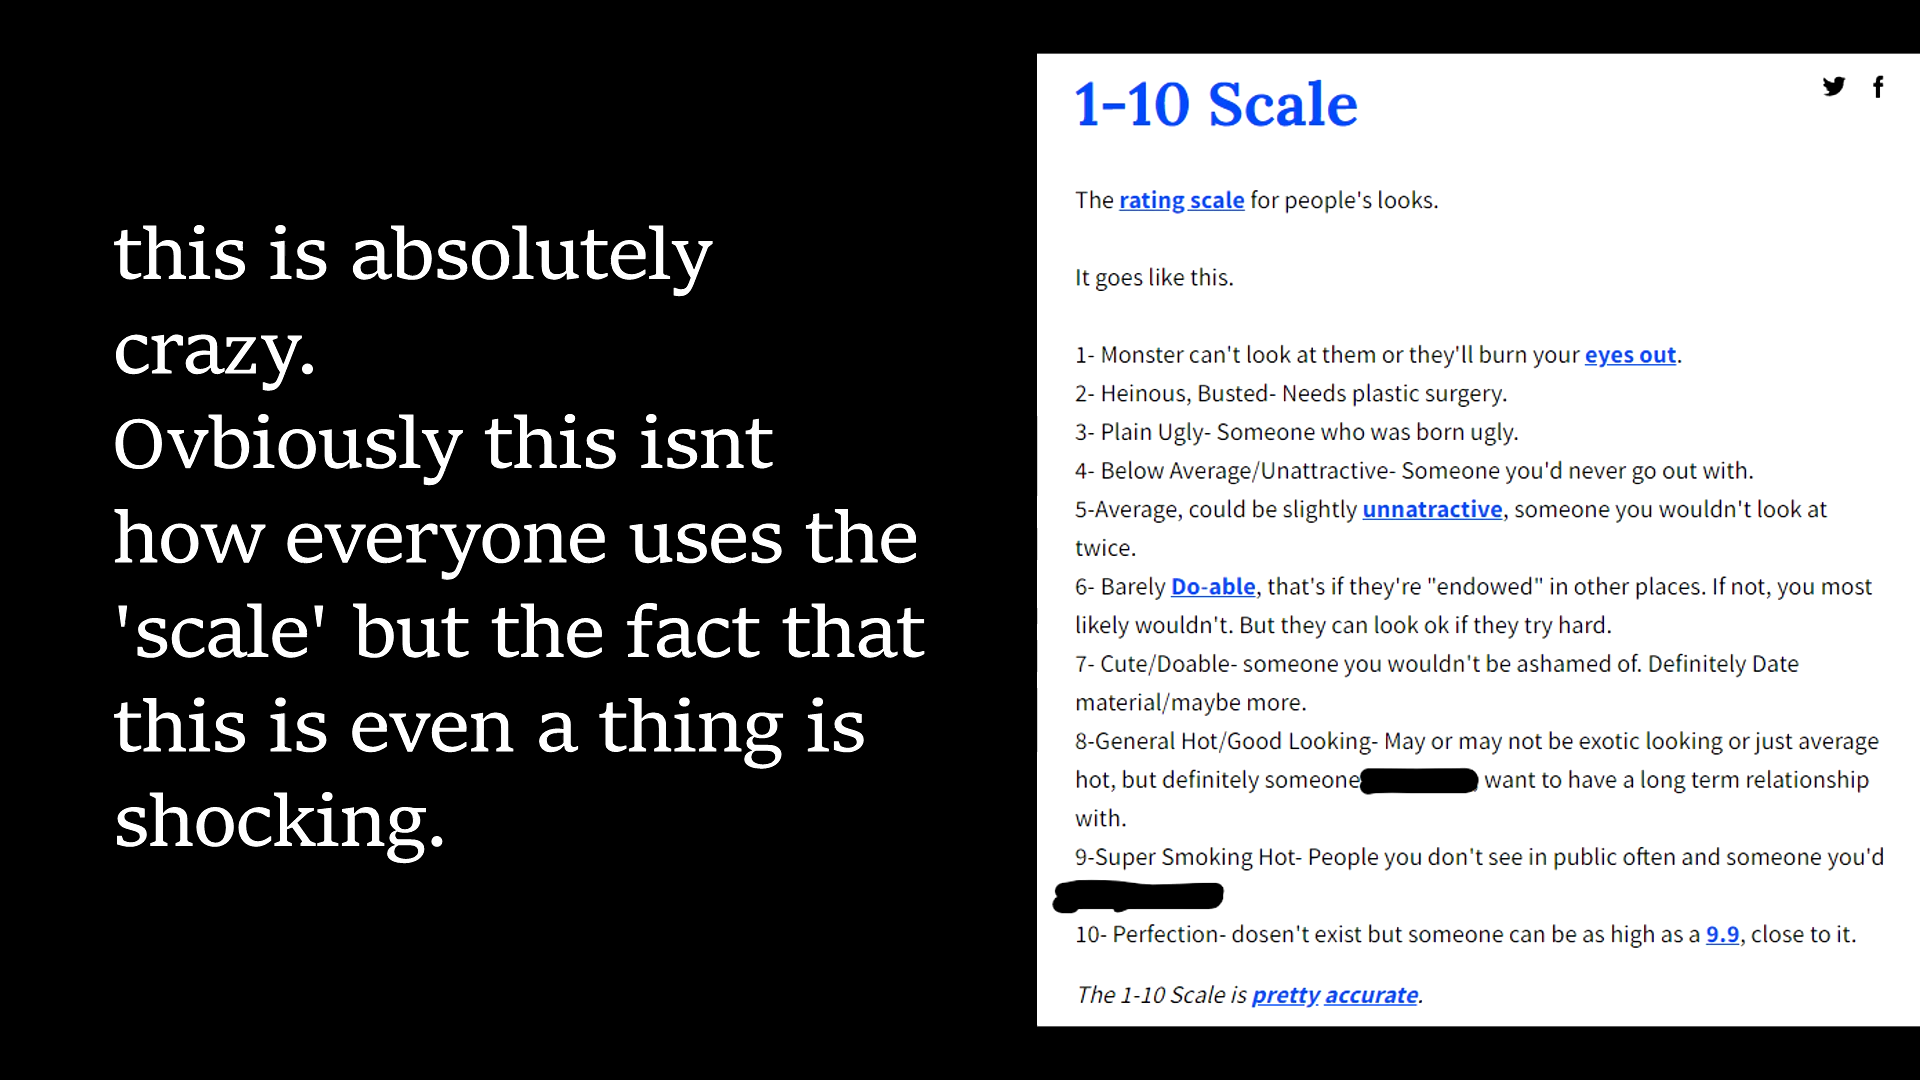 this is absolutely
crazy.
Ovbiously this isnt
how everyone uses the
'scale' but the fact that
this is even a thing is
shocking.
1-10 Scale
The rating scale for people's looks.
It goes like this.
1- Monster can't look at them or they'll burn your eyes out.
2- Heinous, Busted- Needs plastic surgery.
3- Plain Ugly- Someone who was born ugly.
4- Below Average/Unattractive- Someone you'd never go out with.
5-Average, could be slightly unnatractive, someone you wouldn't look at
twice.
6- Barely Do-able, that's if they're "endowed" in other places. If not, you most
likely wouldn't. But they can look ok if they try hard.
7- Cute/Doable- someone you wouldn't be ashamed of. Definitely Date
material/maybe more.
8-General Hot/Good Looking- May or may not be exotic looking or just average
hot, but definitely someone want to have a long term relationship
with.
9-Super Smoking Hot- People you don't see in public often and someone you'd
10- Perfection- dosen't exist but someone can be as high as a 9.9, close to it.
The 1-10 Scale is pretty accurate.